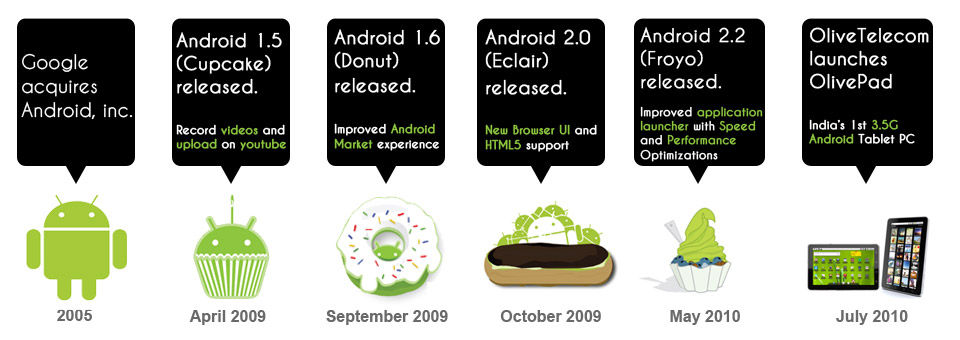 Google
acquires
Android, inc.
2005
Android 1.5
(Cupcake)
released.
Record videos and
upload on youtube
April 2009
Android 1.6
(Donut)
released.
Improved Android
Market experience
September 2009
Android 2.0
(Eclair)
released.
New Browser UI and
HTML5 support
October 2009
Android 2.2
(Froyo)
released.
Improved application
launcher with Speed
and Performance
Optimizations
May 2010
OliveTelecom
launches
OlivePad
India's 1st 3.5G
Android Tablet PC
July 2010